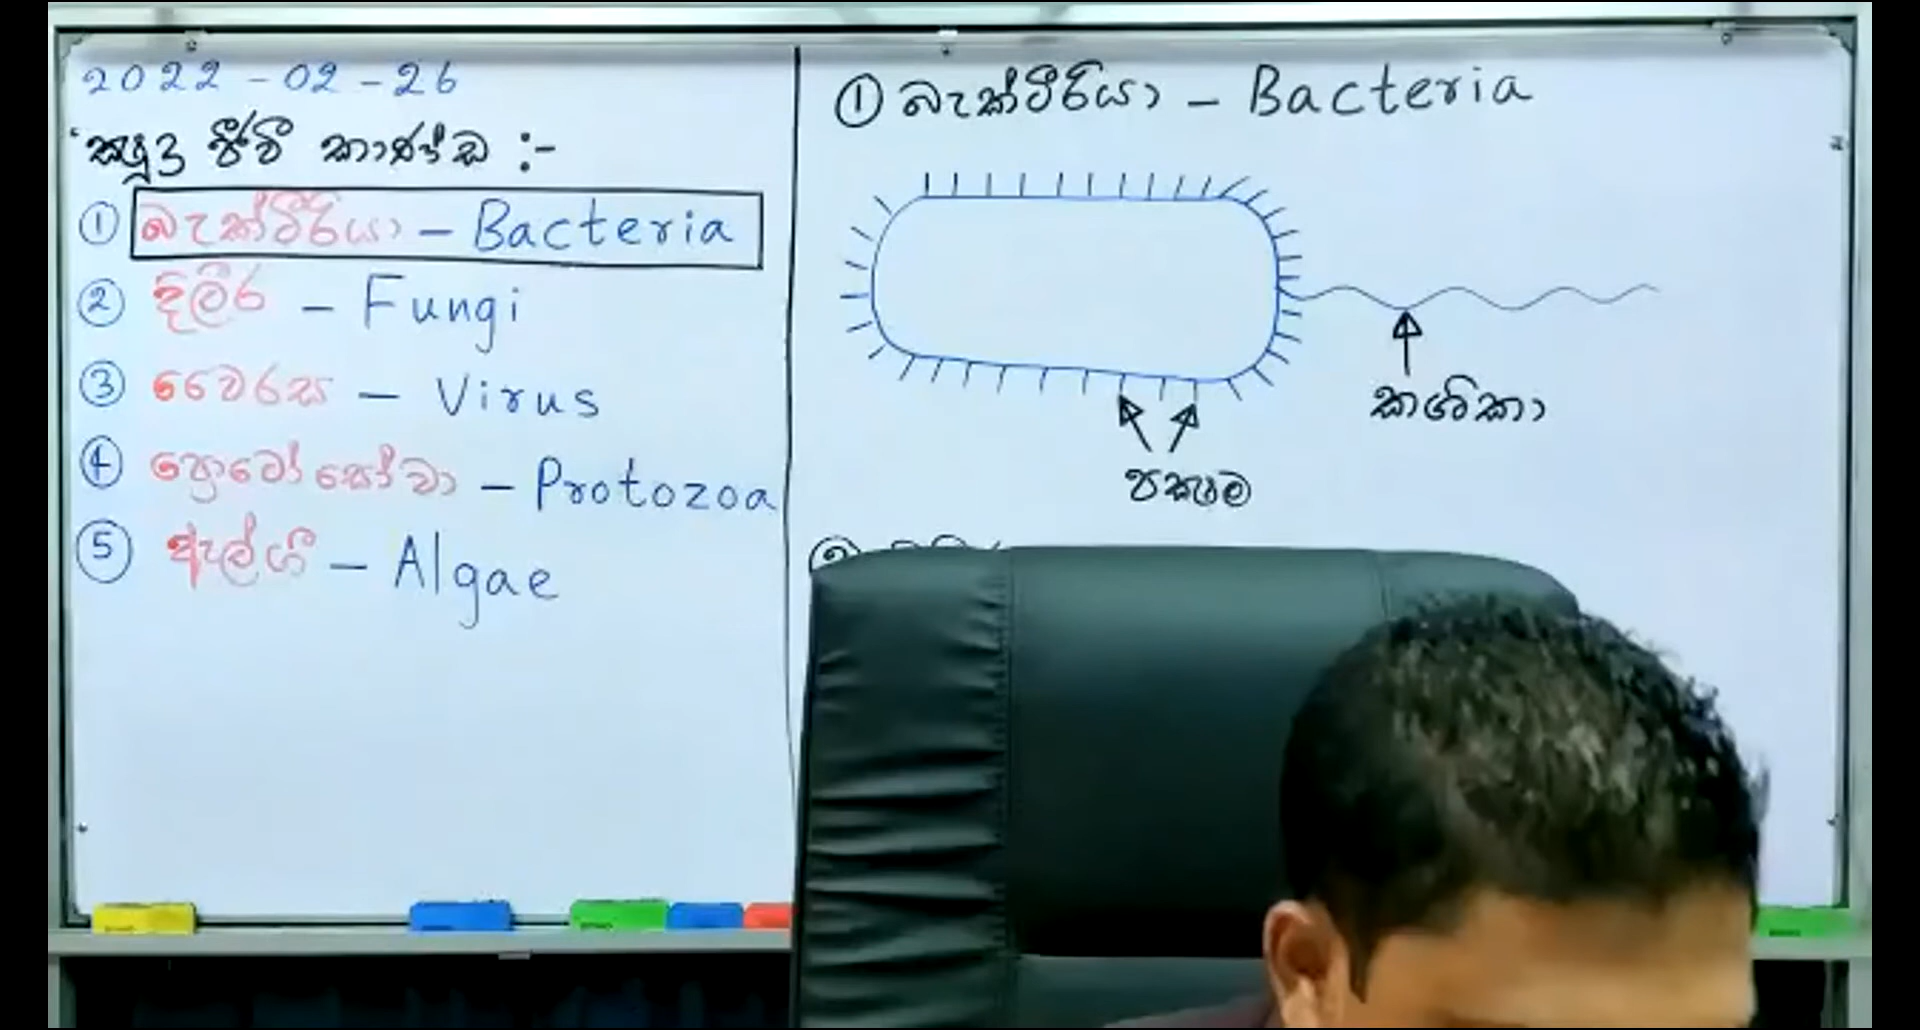 2022-02-26
ක්ෂුද්‍ර ජීවී කාණ්ඩ :-
① බැක්ටීරියා - Bacteria
② දිලීර - Fungi
③ වෛරස - Virus
④ ප්‍රොටෝසෝවා - Protozoa
⑤ ඇල්ගී - Algae
① බැක්ටීරියා - Bacteria
කශිකා
පක්ෂ්ම
②